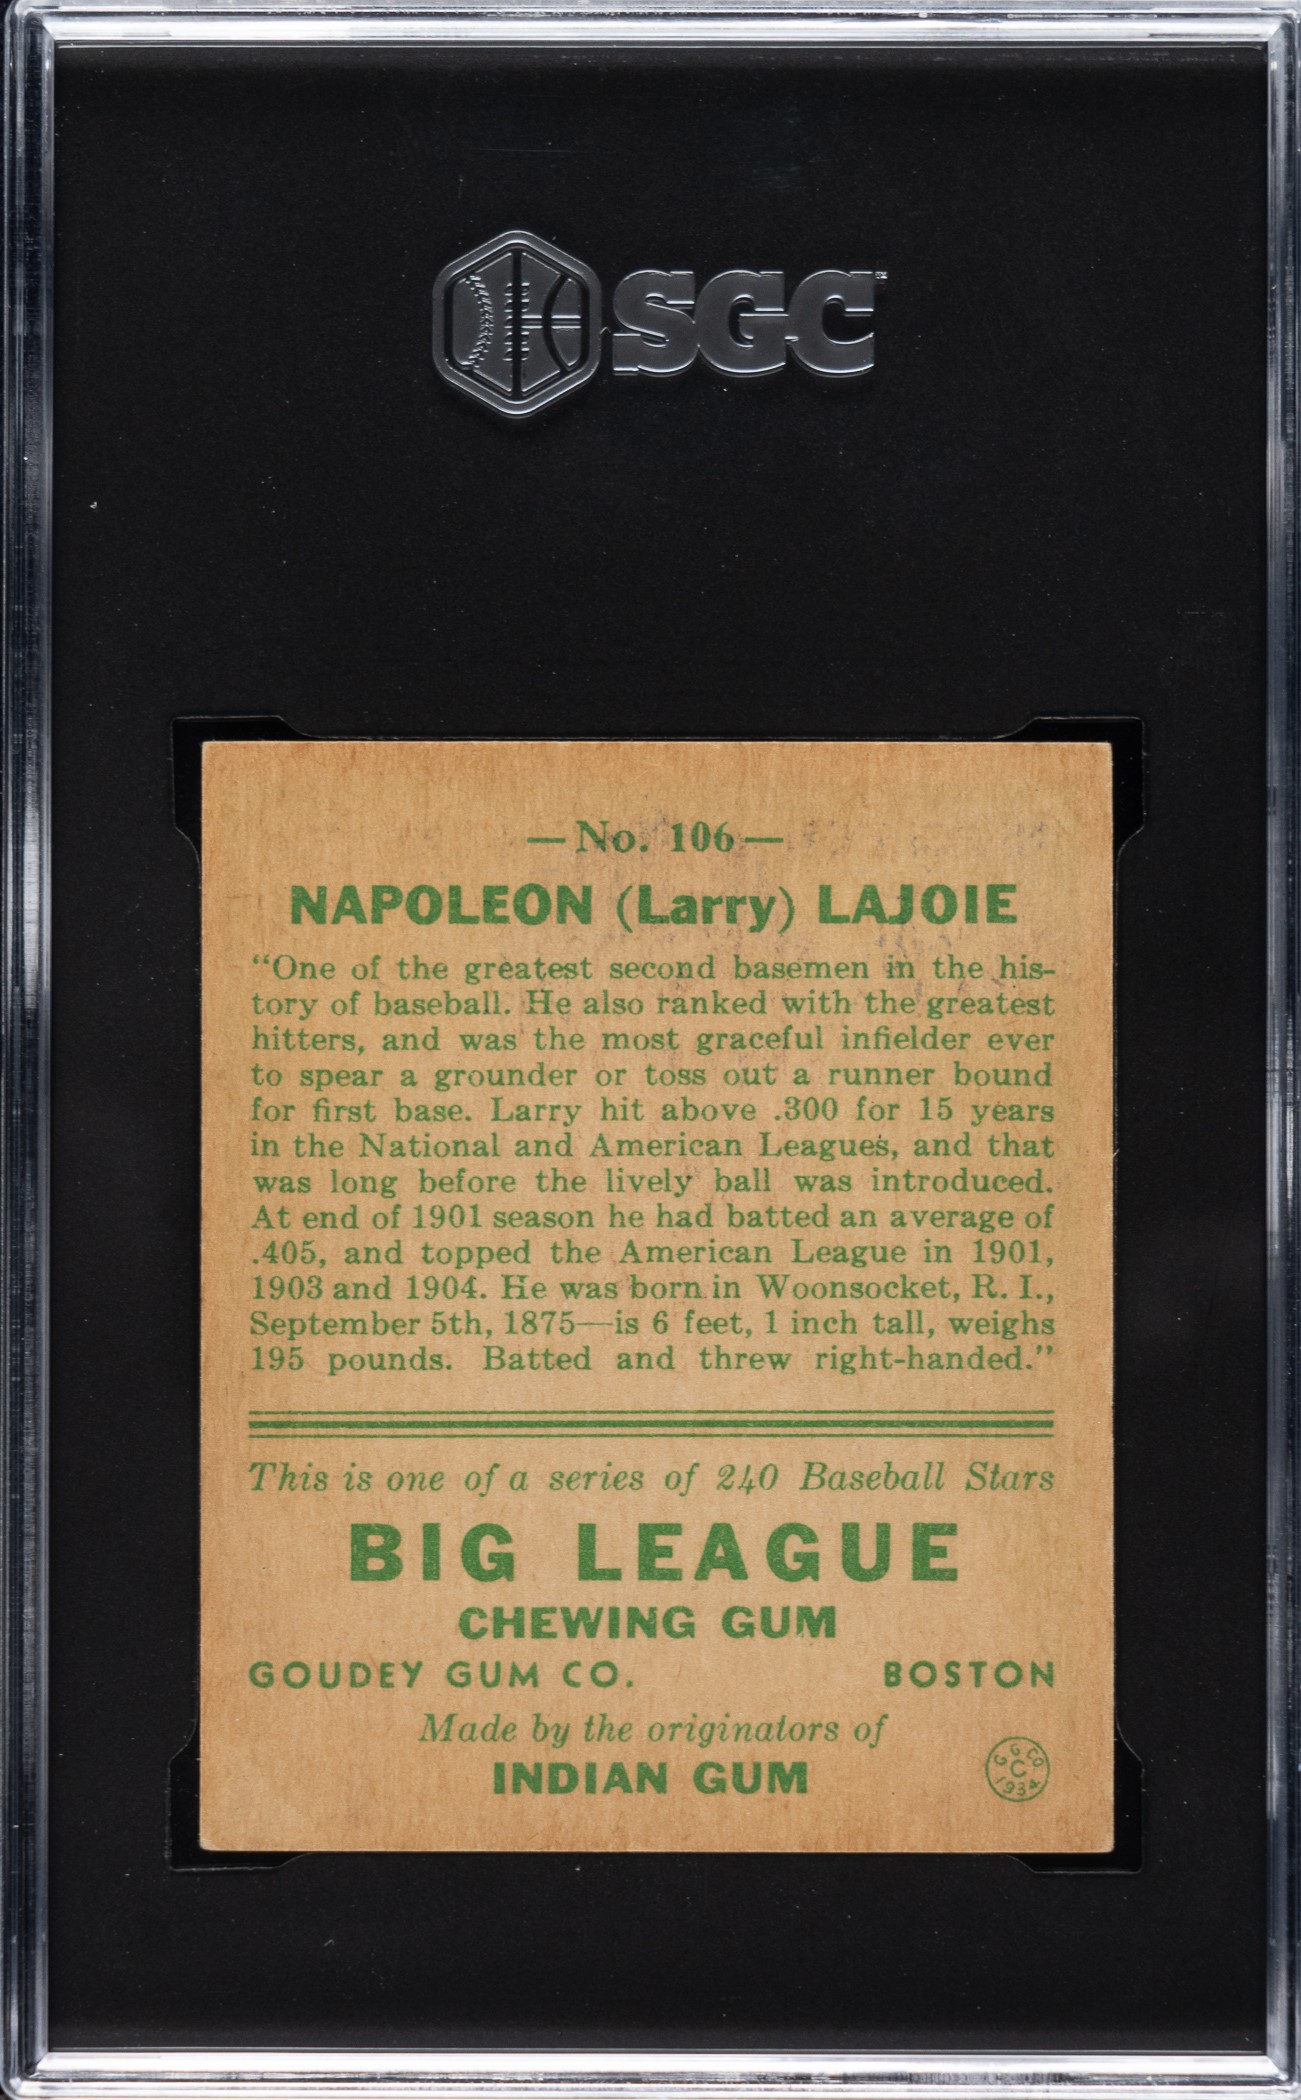 SGC
— No. 106 —
NAPOLEON (Larry) LAJOIE
“One of the greatest second basemen in the his-
tory of baseball. He also ranked with the greatest
hitters, and was the most graceful infielder ever
to spear a grounder or toss out a runner bound
for first base. Larry hit above .300 for 15 years
in the National and American Leagues, and that
was long before the lively ball was introduced.
At end of 1901 season he had batted an average of
.405, and topped the American League in 1901,
1903 and 1904. He was born in Woonsocket, R. I.,
September 5th, 1875—is 6 feet, 1 inch tall, weighs
195 pounds. Batted and threw right-handed.”
This is one of a series of 240 Baseball Stars
BIG LEAGUE
CHEWING GUM
GOUDEY GUM CO. BOSTON
Made by the originators of
INDIAN GUM
G G CO
C
1934